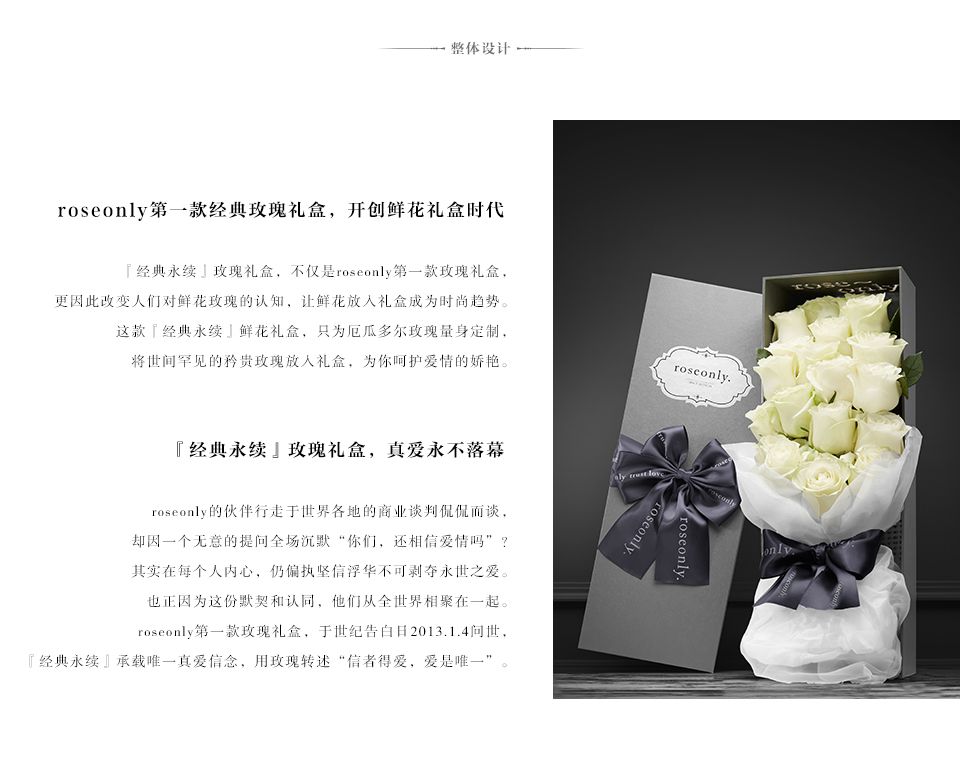 整体设计
roseonly第一款经典玫瑰礼盒，开创鲜花礼盒时代
『经典永续』玫瑰礼盒，不仅是roseonly第一款玫瑰礼盒，
更因此改变人们对鲜花玫瑰的认知，让鲜花放入礼盒成为时尚趋势。
这款『经典永续』鲜花礼盒，只为厄瓜多尔玫瑰量身定制，
将世间罕见的矜贵玫瑰放入礼盒，为你呵护爱情的娇艳。
『经典永续』玫瑰礼盒，真爱永不落幕
roseonly的伙伴行走于世界各地的商业谈判侃侃而谈，
却因一个无意的提问全场沉默“你们，还相信爱情吗”？
其实在每个人内心，仍偏执坚信浮华不可剥夺永世之爱。
也正因为这份默契和认同，他们从全世界相聚在一起。
roseonly第一款玫瑰礼盒，于世纪告白日2013.1.4问世，
『经典永续』承载唯一真爱信念，用玫瑰转述“信者得爱，爱是唯一”。
roseonly.
trust love
roseonly.
roseonly.
roseonly